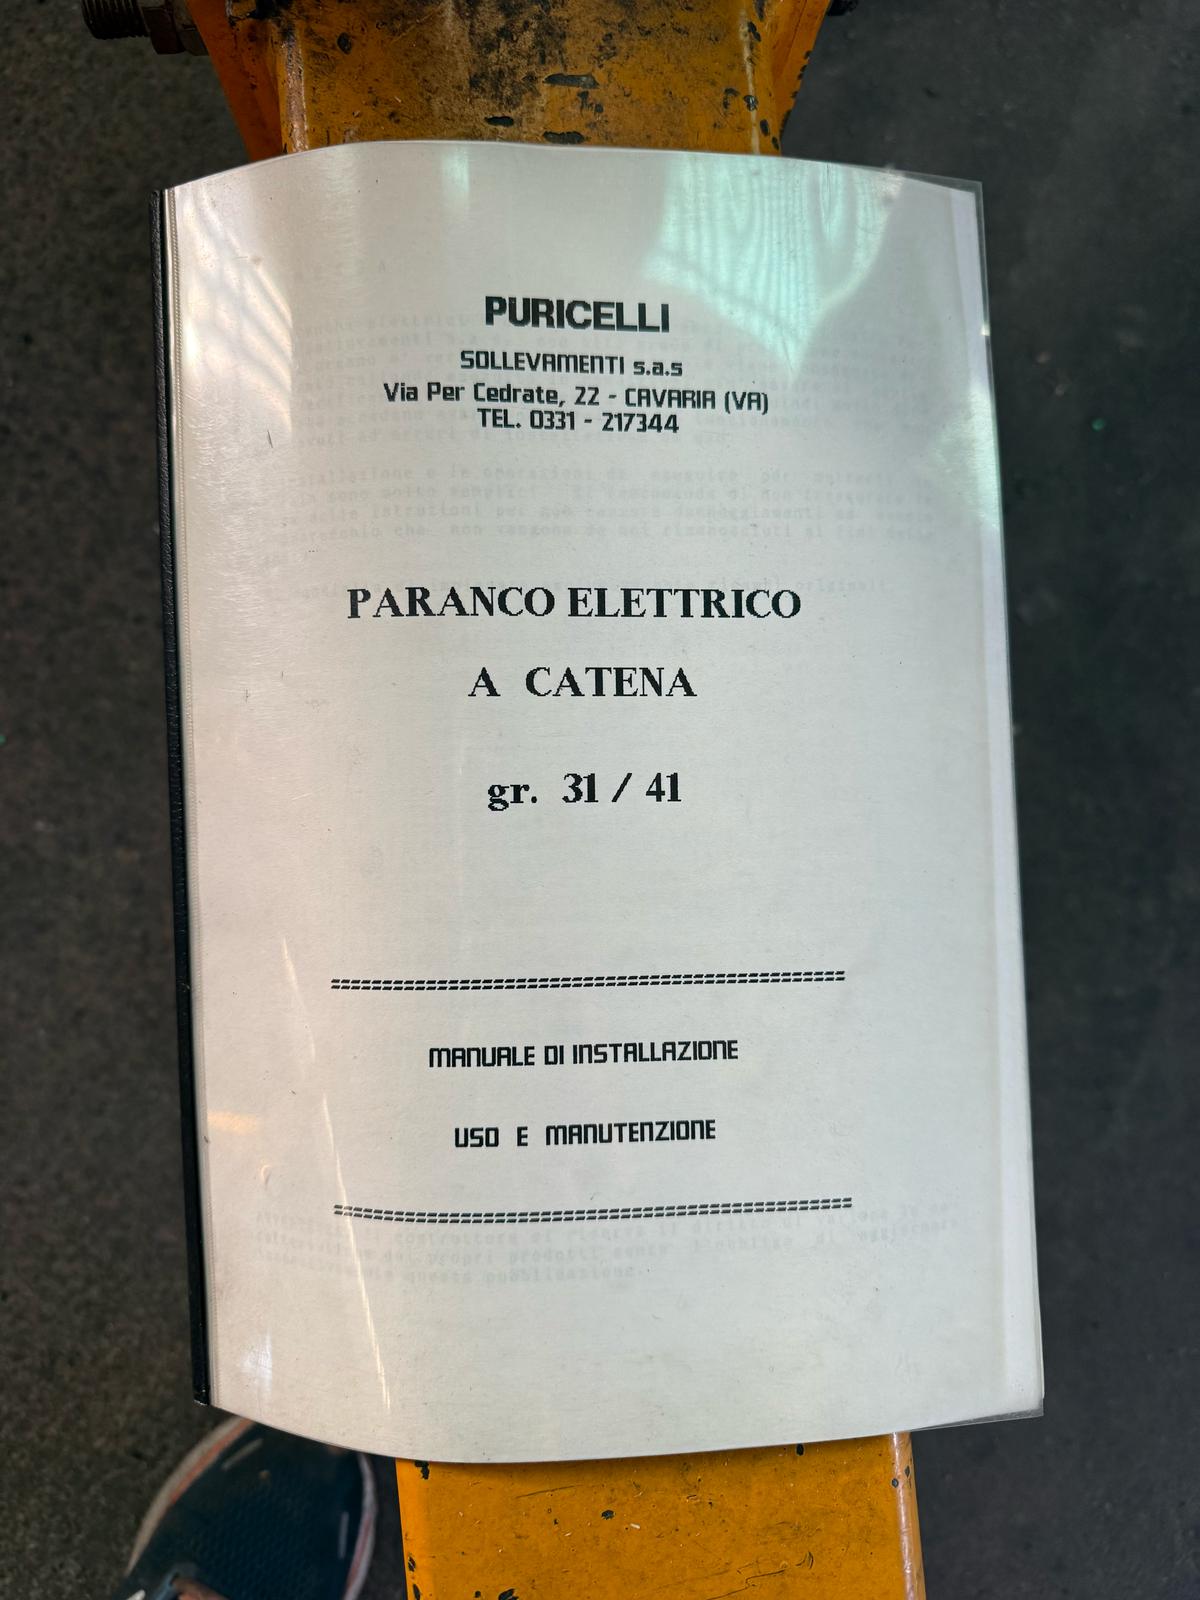 PURICELLI
SOLLEVAMENTI s.a.s
Via Per Cedrate, 22 - CAVARIA (VA)
TEL. 0331 - 217344
PARANCO ELETTRICO
A CATENA
gr. 31 / 41
MANUALE DI INSTALLAZIONE
USO E MANUTENZIONE